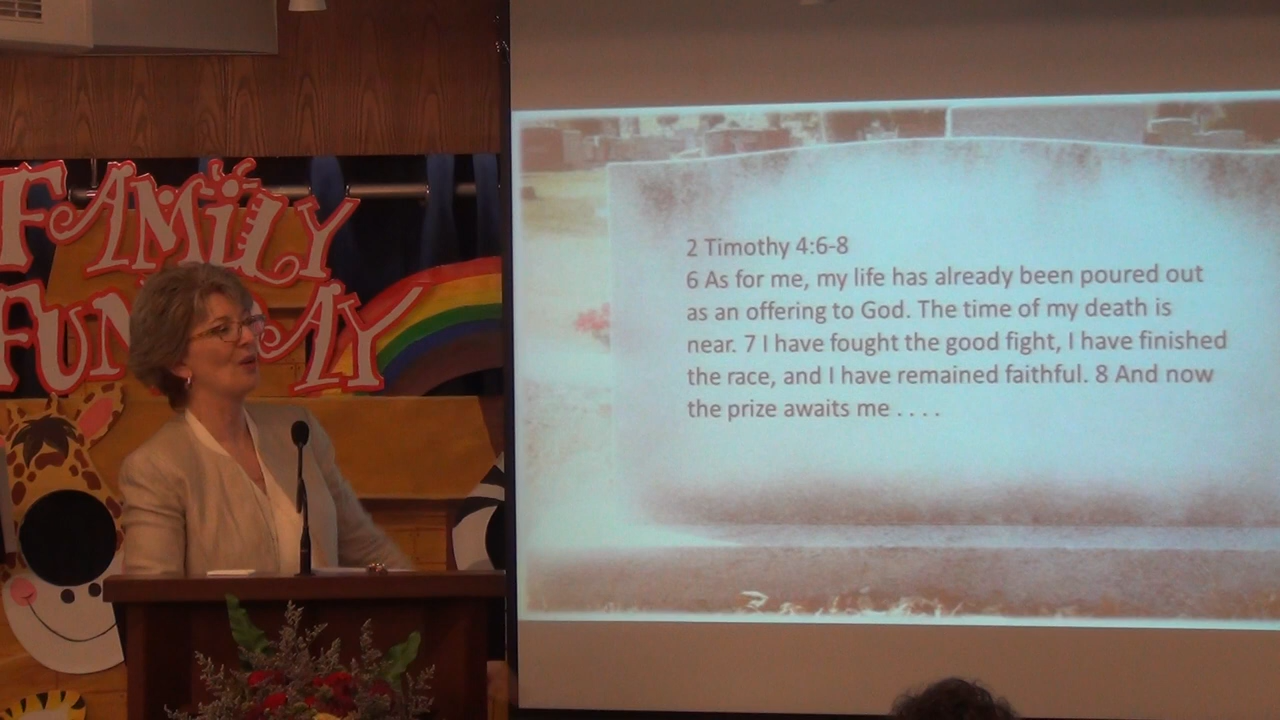 FAMiLY
FUN DAY
2 Timothy 4:6-8
6 As for me, my life has already been poured out
as an offering to God. The time of my death is
near. 7 I have fought the good fight, I have finished
the race, and I have remained faithful. 8 And now
the prize awaits me . . . .